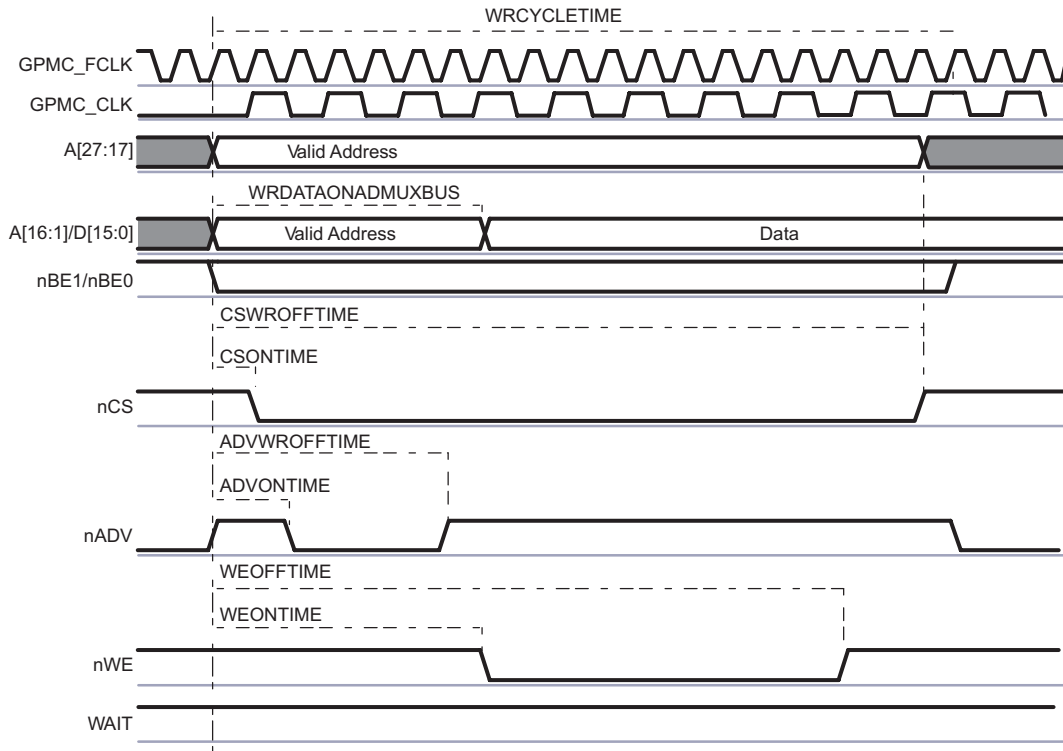 WRCYCLETIME
GPMC_FCLK
GPMC_CLK
A[27:17]
Valid Address
WRDATAONADMUXBUS
A[16:1]/D[15:0]
Valid Address
Data
nBE1/nBE0
CSWROFFTIME
CSONTIME
nCS
ADVWROFFTIME
ADVONTIME
nADV
WEOFFTIME
WEONTIME
nWE
WAIT